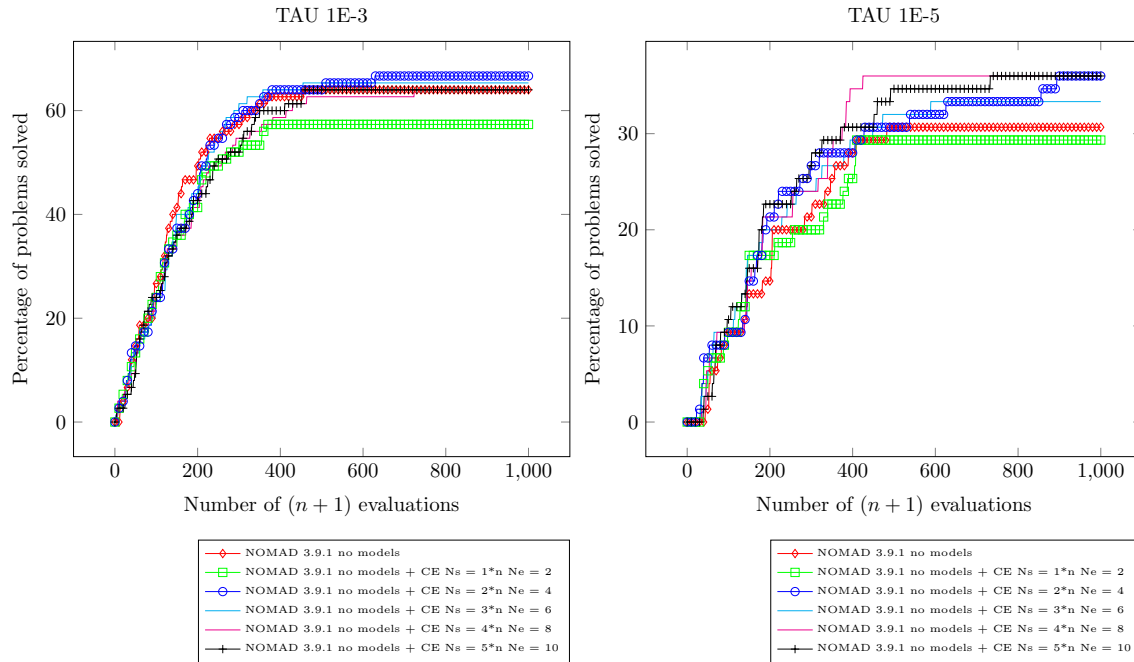 TAU 1E-3
Percentage of problems solved
60
40
20
0
0 200 400 600 800 1,000
Number of (n + 1) evaluations
NOMAD 3.9.1 no models
NOMAD 3.9.1 no models + CE Ns = 1*n Ne = 2
NOMAD 3.9.1 no models + CE Ns = 2*n Ne = 4
NOMAD 3.9.1 no models + CE Ns = 3*n Ne = 6
NOMAD 3.9.1 no models + CE Ns = 4*n Ne = 8
NOMAD 3.9.1 no models + CE Ns = 5*n Ne = 10
TAU 1E-5
Percentage of problems solved
30
20
10
0
0 200 400 600 800 1,000
Number of (n + 1) evaluations
NOMAD 3.9.1 no models
NOMAD 3.9.1 no models + CE Ns = 1*n Ne = 2
NOMAD 3.9.1 no models + CE Ns = 2*n Ne = 4
NOMAD 3.9.1 no models + CE Ns = 3*n Ne = 6
NOMAD 3.9.1 no models + CE Ns = 4*n Ne = 8
NOMAD 3.9.1 no models + CE Ns = 5*n Ne = 10